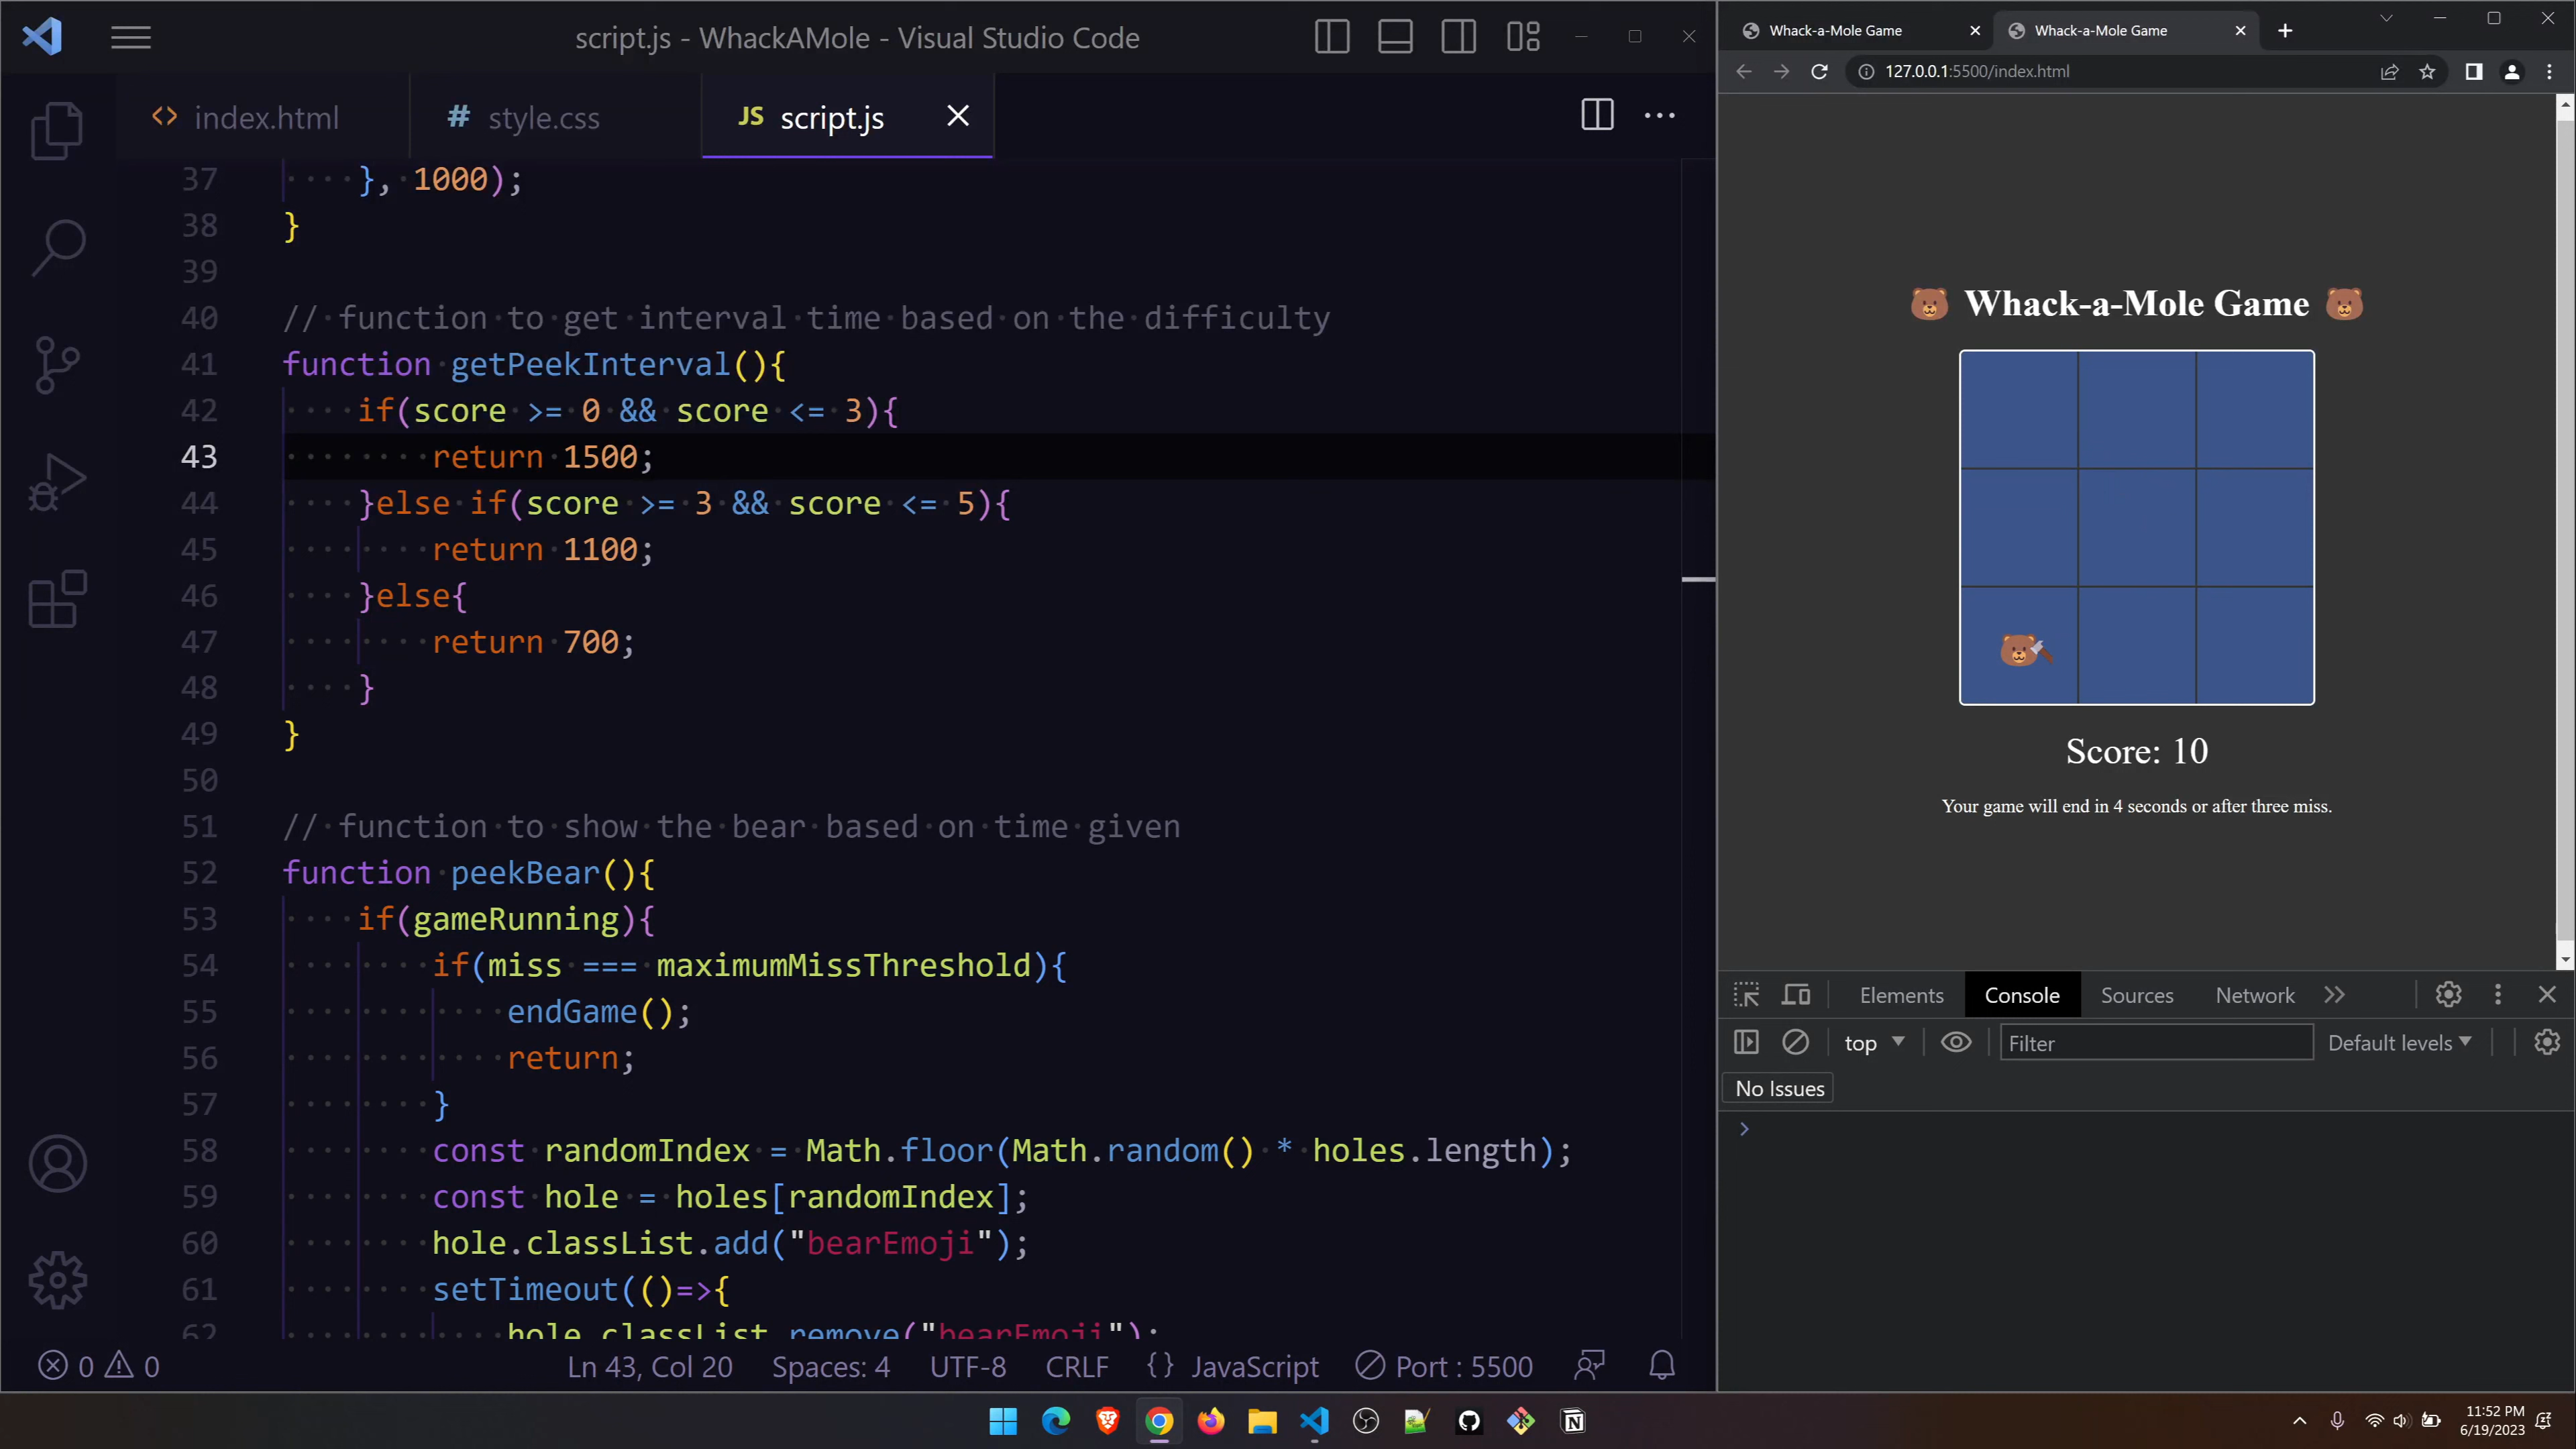 script.js - WhackAMole - Visual Studio Code
index.html
# style.css
JS script.js
37 }, 1000);
38 }
39
40 // function to get interval time based on the difficulty
41 function getPeekInterval(){
42 if(score >= 0 && score <= 3){
43 return 1500;
44 }else if(score >= 3 && score <= 5){
45 return 1100;
46 }else{
47 return 700;
48 }
49 }
50
51 // function to show the bear based on time given
52 function peekBear(){
53 if(gameRunning){
54 if(miss === maximumMissThreshold){
55 endGame();
56 return;
57 }
58 const randomIndex = Math.floor(Math.random() * holes.length);
59 const hole = holes[randomIndex];
60 hole.classList.add("bearEmoji");
61 setTimeout(()=>{
62 hole.classList.remove("bearEmoji");
0 0
Ln 43, Col 20 Spaces: 4 UTF-8 CRLF {} JavaScript Port : 5500
Whack-a-Mole Game
Whack-a-Mole Game
127.0.0.1:5500/index.html
Whack-a-Mole Game
Score: 10
Your game will end in 4 seconds or after three miss.
Elements Console Sources Network
top Filter Default levels
No Issues
11:52 PM
6/19/2023